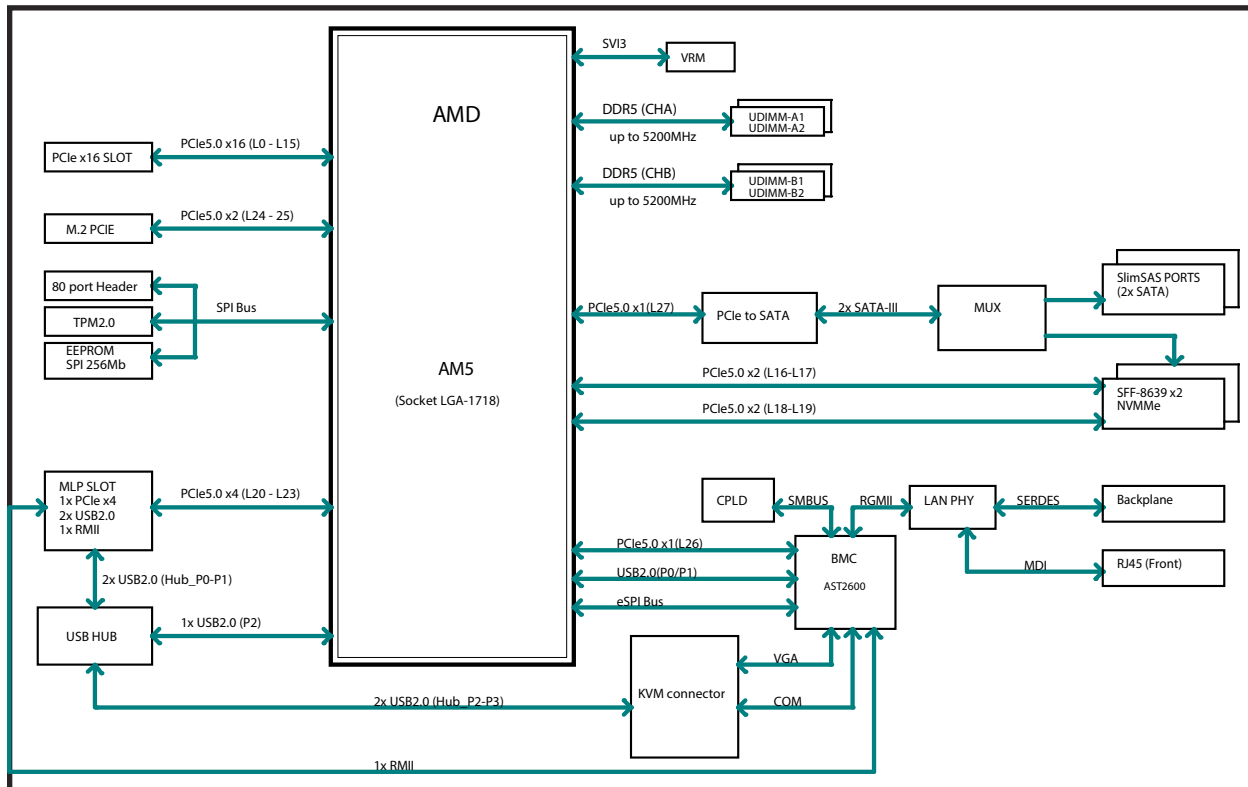 SVI3
VRM
AMD
DDR5 (CHA)
up to 5200MHz
UDIMM-A1
UDIMM-A2
PCIe x16 SLOT
PCIe5.0 x16 (L0 - L15)
DDR5 (CHB)
up to 5200MHz
UDIMM-B1
UDIMM-B2
M.2 PCIE
PCIe5.0 x2 (L24 - 25)
80 port Header
TPM2.0
EEPROM
SPI 256Mb
SPI Bus
PCIe5.0 x1(L27)
PCIe to SATA
2x SATA-III
MUX
SlimSAS PORTS
(2x SATA)
AM5
(Socket LGA-1718)
PCIe5.0 x2 (L16-L17)
PCIe5.0 x2 (L18-L19)
SFF-8639 x2
NVMMe
MLP SLOT
1x PCIe x4
2x USB2.0
1x RMII
PCIe5.0 x4 (L20 - L23)
CPLD
SMBUS
RGMII
LAN PHY
SERDES
Backplane
PCIe5.0 x1(L26)
USB2.0(P0/P1)
eSPI Bus
BMC
AST2600
MDI
RJ45 (Front)
2x USB2.0 (Hub_P0-P1)
USB HUB
1x USB2.0 (P2)
KVM connector
VGA
COM
2x USB2.0 (Hub_P2-P3)
1x RMII